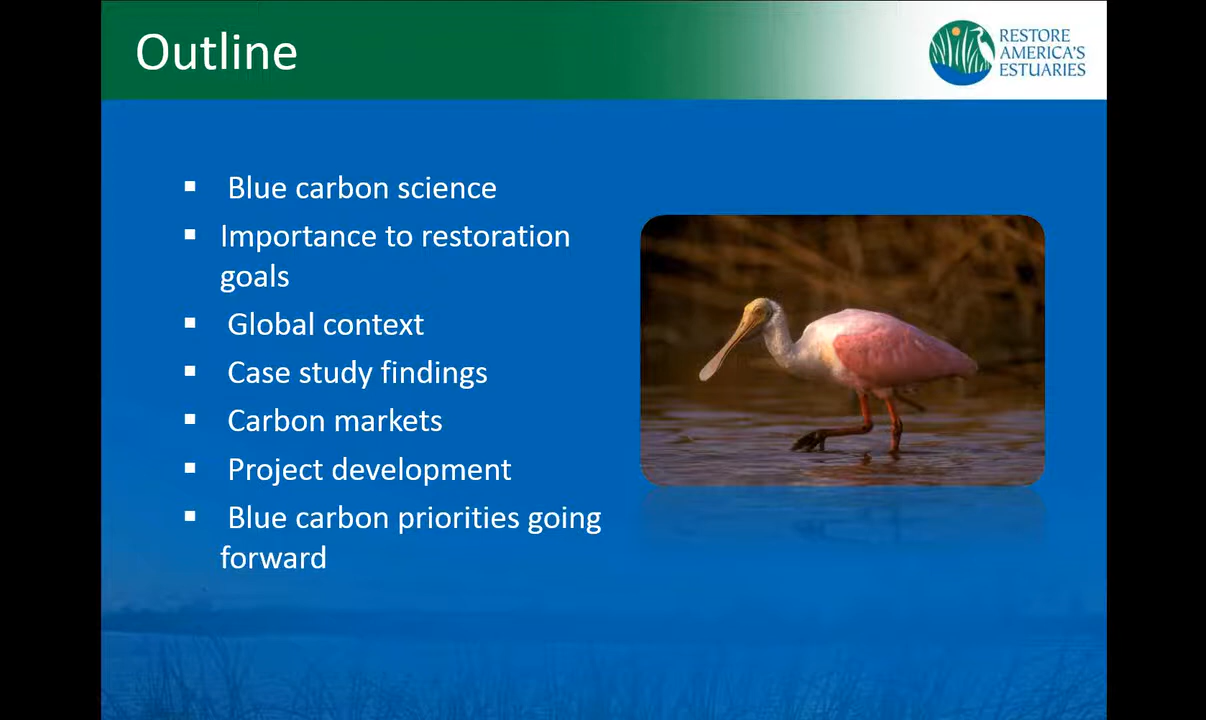 Outline
RESTORE
AMERICA'S
ESTUARIES
▪ Blue carbon science
▪ Importance to restoration
goals
▪ Global context
▪ Case study findings
▪ Carbon markets
▪ Project development
▪ Blue carbon priorities going
forward